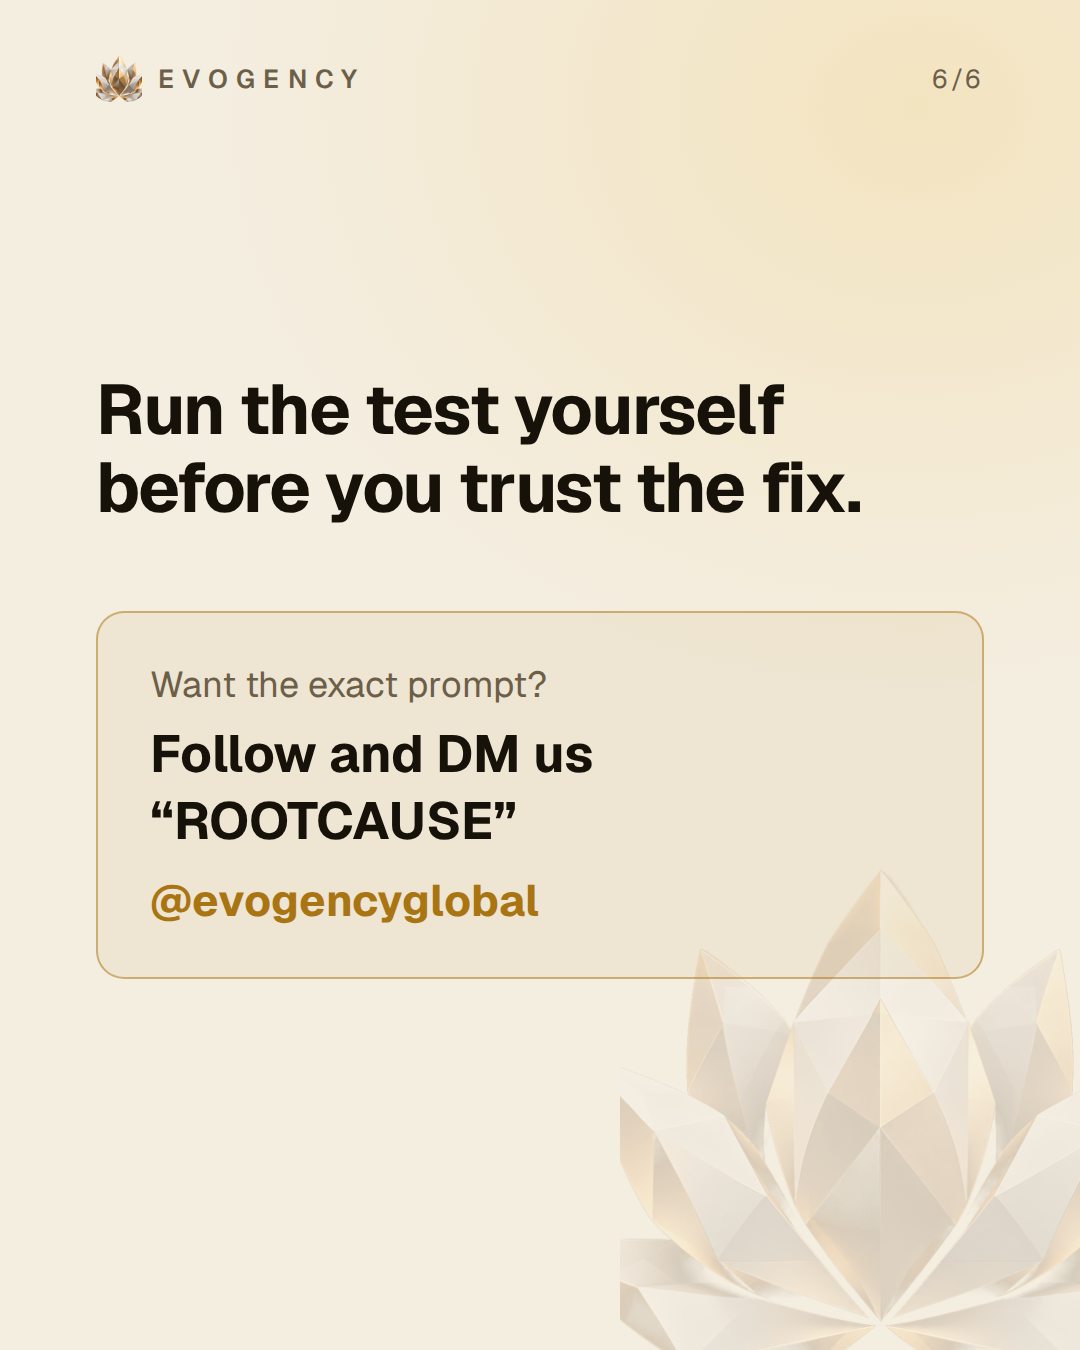 EVOGENCY
6/6
Run the test yourself
before you trust the fix.
Want the exact prompt?
Follow and DM us
“ROOTCAUSE”
@evogencyglobal